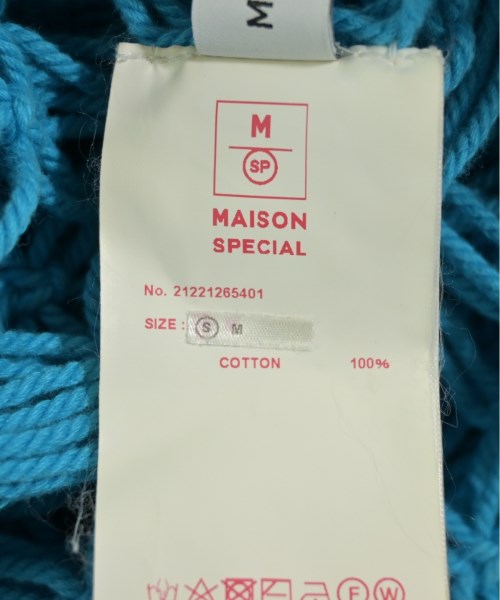 M
M
SP
MAISON
SPECIAL
No. 21221265401
SIZE : S M
COTTON 100%
F W